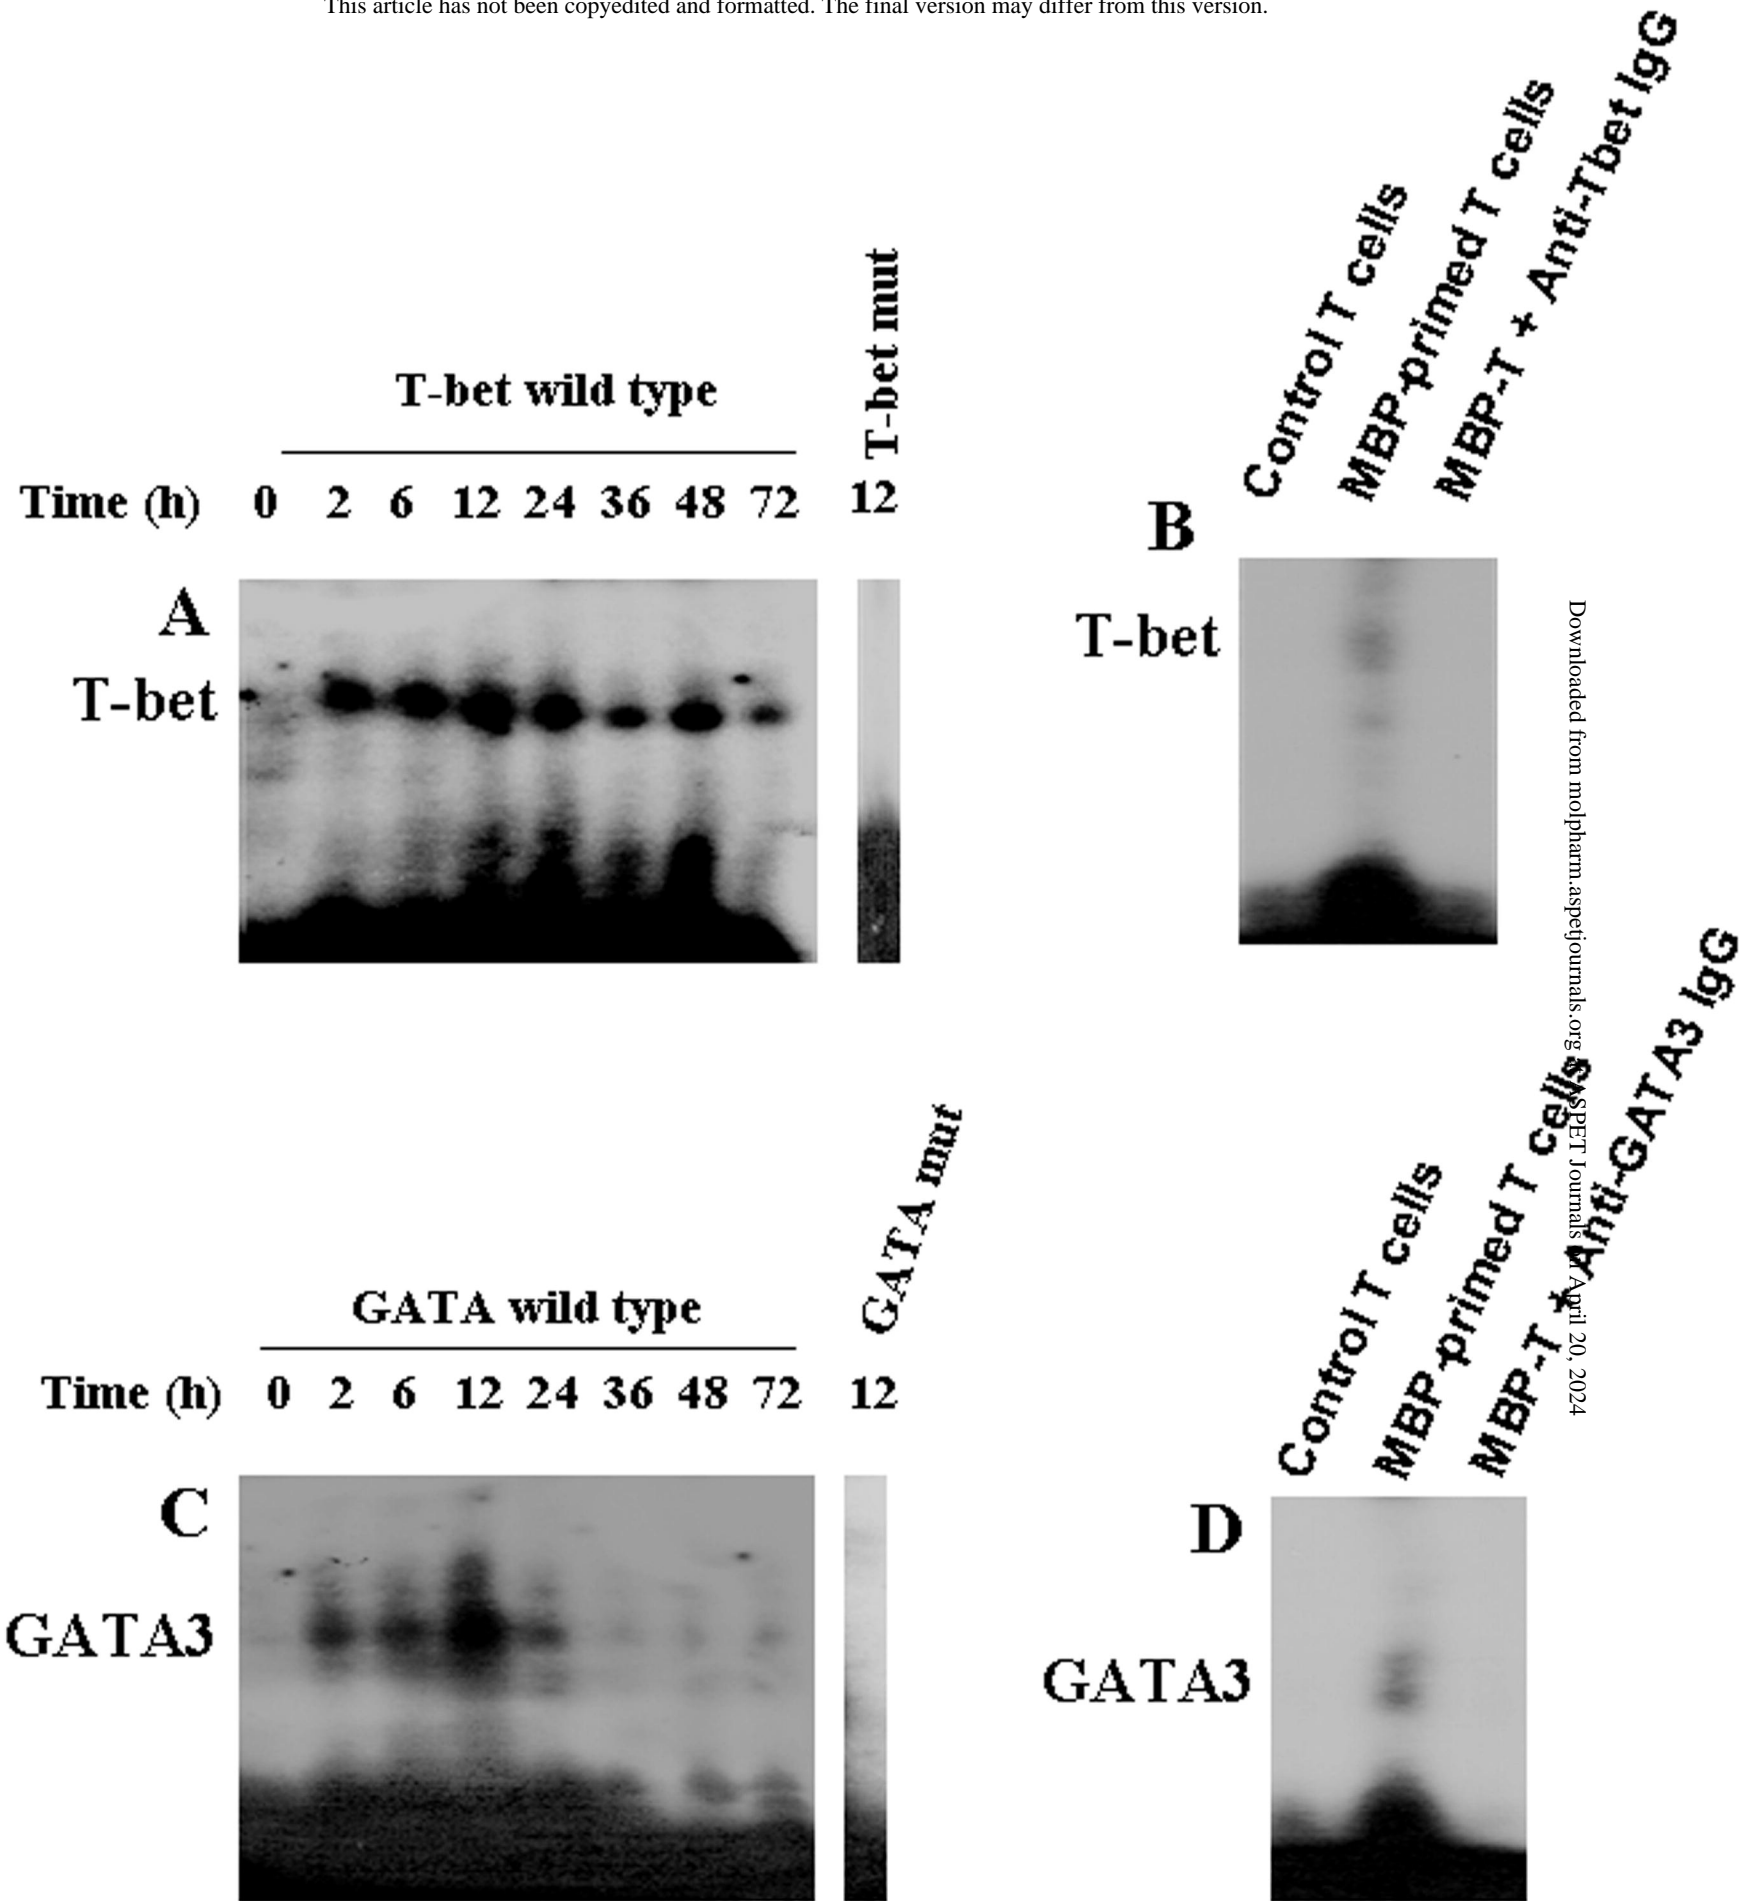 This article has not been copyedited and formatted. The final version may differ from this version.
T-bet wild type
T-bet mut
Time (h) 0 2 6 12 24 36 48 72 12
A
T-bet
Control T cells
MBP-primed T cells
MBP-T + Anti-Tbet IgG
B
T-bet
GATA wild type
GATA mut
Time (h) 0 2 6 12 24 36 48 72 12
C
GATA3
Control T cells
MBP-primed T cells
MBP-T + Anti-GATA3 IgG
D
GATA3
Downloaded from molpharm.aspetjournals.org at ASPET Journals on April 20, 2024